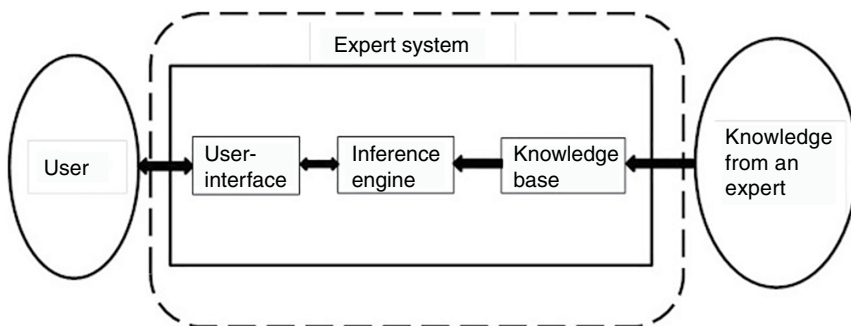 Expert system
User
User-
interface
Inference
engine
Knowledge
base
Knowledge
from an
expert